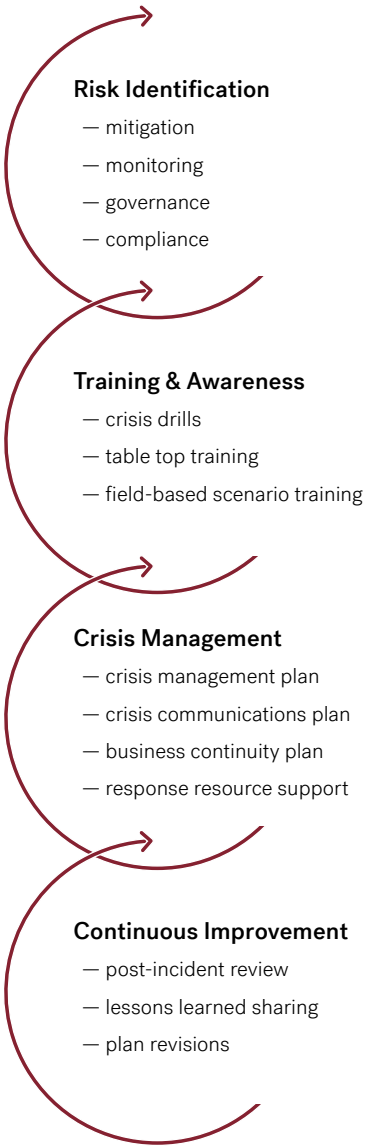 Risk Identification
— mitigation
— monitoring
— governance
— compliance
Training & Awareness
— crisis drills
— table top training
— field-based scenario training
Crisis Management
— crisis management plan
— crisis communications plan
— business continuity plan
— response resource support
Continuous Improvement
— post-incident review
— lessons learned sharing
— plan revisions